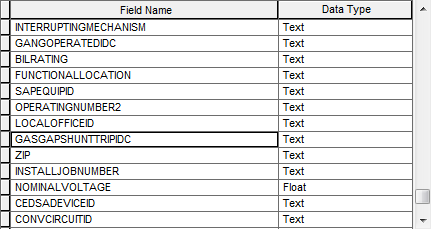 Field Name Data Type
INTERRUPTINGMECHANISM Text
GANGOPERATEDIDC Text
BILRATING Text
FUNCTIONALLOCATION Text
SAPEQUIPID Text
OPERATINGNUMBER2 Text
LOCALOFFICEID Text
GASGAPSHUNTTRIPIDC Text
ZIP Text
INSTALLJOBNUMBER Text
NOMINALVOLTAGE Float
CEDSADEVICEID Text
CONVCIRCUITID Text